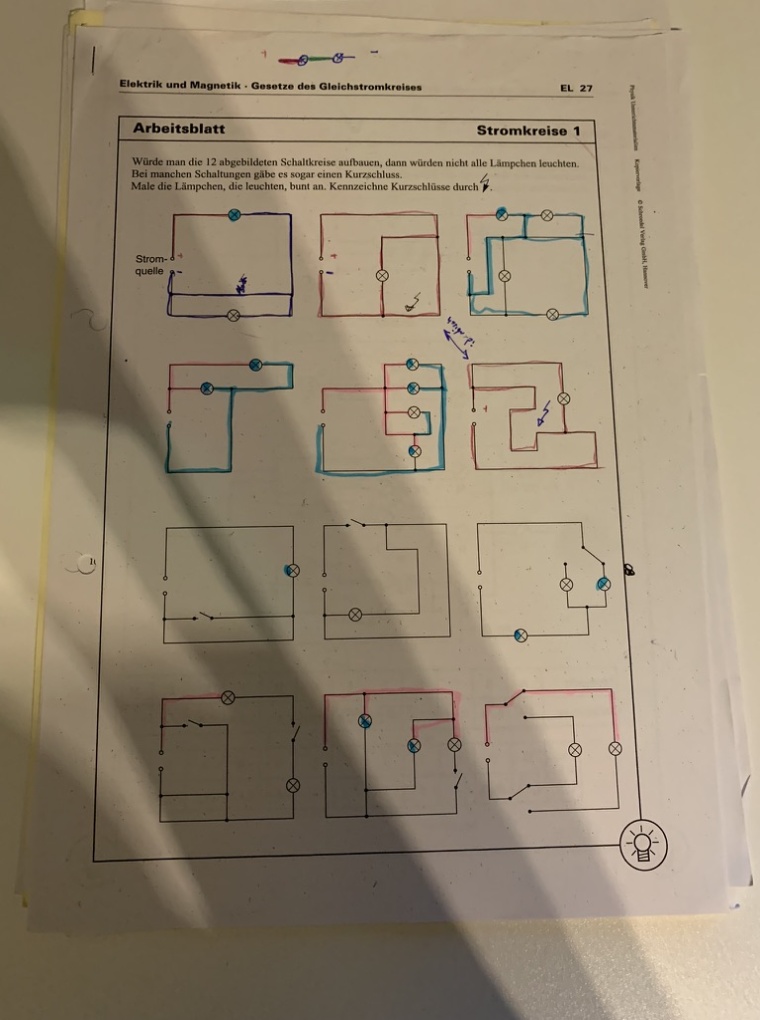 + -
Elektrik und Magnetik · Gesetze des Gleichstromkreises EL 27
Arbeitsblatt Stromkreise 1
Würde man die 12 abgebildeten Schaltkreise aufbauen, dann würden nicht alle Lämpchen leuchten.
Bei manchen Schaltungen gäbe es sogar einen Kurzschluss.
Male die Lämpchen, die leuchten, bunt an. Kennzeichne Kurzschlüsse durch .
Strom-
quelle
+
-
+
-
+
Physik Unterrichtsmaterialien Kopiervorlage © Schroedel Verlag GmbH, Hannover